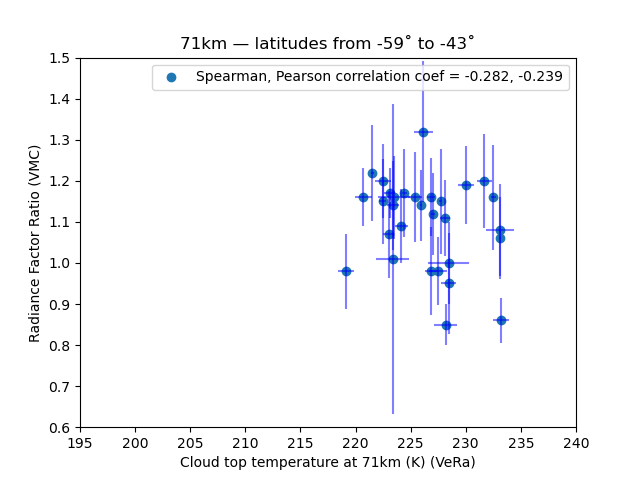 71km — latitudes from -59˚ to -43˚
Spearman, Pearson correlation coef = -0.282, -0.239
Radiance Factor Ratio (VMC)
1.5
1.4
1.3
1.2
1.1
1.0
0.9
0.8
0.7
0.6
195 200 205 210 215 220 225 230 235 240
Cloud top temperature at 71km (K) (VeRa)